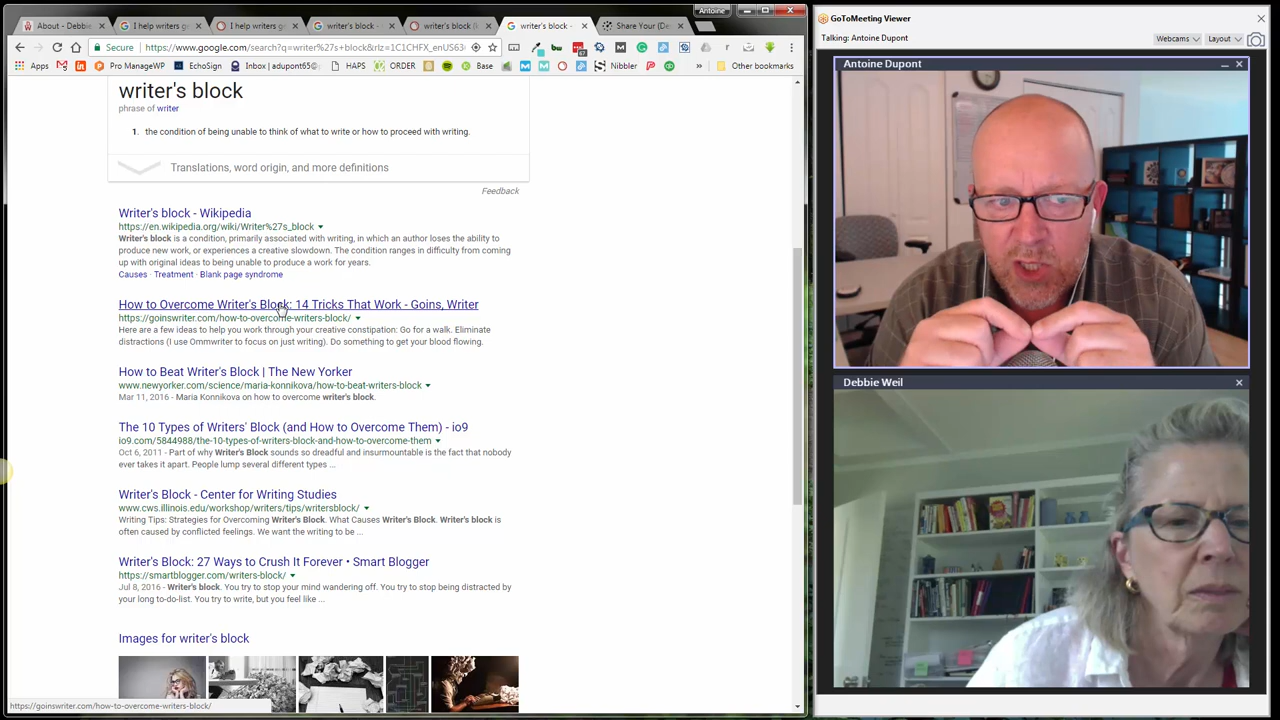 Antoine
About - Debbie
I help writers g
I help writers g
writer's block -
writer's block (l
writer's block -
Share Your (De
Secure
https://www.google.com/search?q=writer%27s+block&rlz=1C1CHFX_enUS63
Apps
Pro ManageWP
EchoSign
Inbox - adupont65@
HAPS
ORDER
Base
Nibbler
»
Other bookmarks
writer's block
phrase of writer
1. the condition of being unable to think of what to write or how to proceed with writing.
Translations, word origin, and more definitions
Feedback
Writer's block - Wikipedia
https://en.wikipedia.org/wiki/Writer%27s_block
Writer's block is a condition, primarily associated with writing, in which an author loses the ability to
produce new work, or experiences a creative slowdown. The condition ranges in difficulty from coming
up with original ideas to being unable to produce a work for years.
Causes · Treatment · Blank page syndrome
How to Overcome Writer's Block: 14 Tricks That Work - Goins, Writer
https://goinswriter.com/how-to-overcome-writers-block/
Here are a few ideas to help you work through your creative constipation: Go for a walk. Eliminate
distractions (I use Ommwriter to focus on just writing). Do something to get your blood flowing.
How to Beat Writer's Block | The New Yorker
www.newyorker.com/science/maria-konnikova/how-to-beat-writers-block
Mar 11, 2016 - Maria Konnikova on how to overcome writer's block.
The 10 Types of Writers' Block (and How to Overcome Them) - io9
io9.com/5844988/the-10-types-of-writers-block-and-how-to-overcome-them
Oct 6, 2011 - Part of why Writer's Block sounds so dreadful and insurmountable is the fact that nobody
ever takes it apart. People lump several different types ...
Writer's Block - Center for Writing Studies
www.cws.illinois.edu/workshop/writers/tips/writersblock/
Writing Tips: Strategies for Overcoming Writer's Block. What Causes Writer's Block. Writer's block is
often caused by conflicted feelings. We want the writing to be ...
Writer's Block: 27 Ways to Crush It Forever • Smart Blogger
https://smartblogger.com/writers-block/
Jul 8, 2016 - Writer's block. You try to stop your mind wandering off. You try to stop being distracted by
your long to-do-list. You try to write, but you feel like ...
Images for writer's block
https://goinswriter.com/how-to-overcome-writers-block/
GoToMeeting Viewer
Talking: Antoine Dupont
Webcams
Layout
Antoine Dupont
Debbie Weil